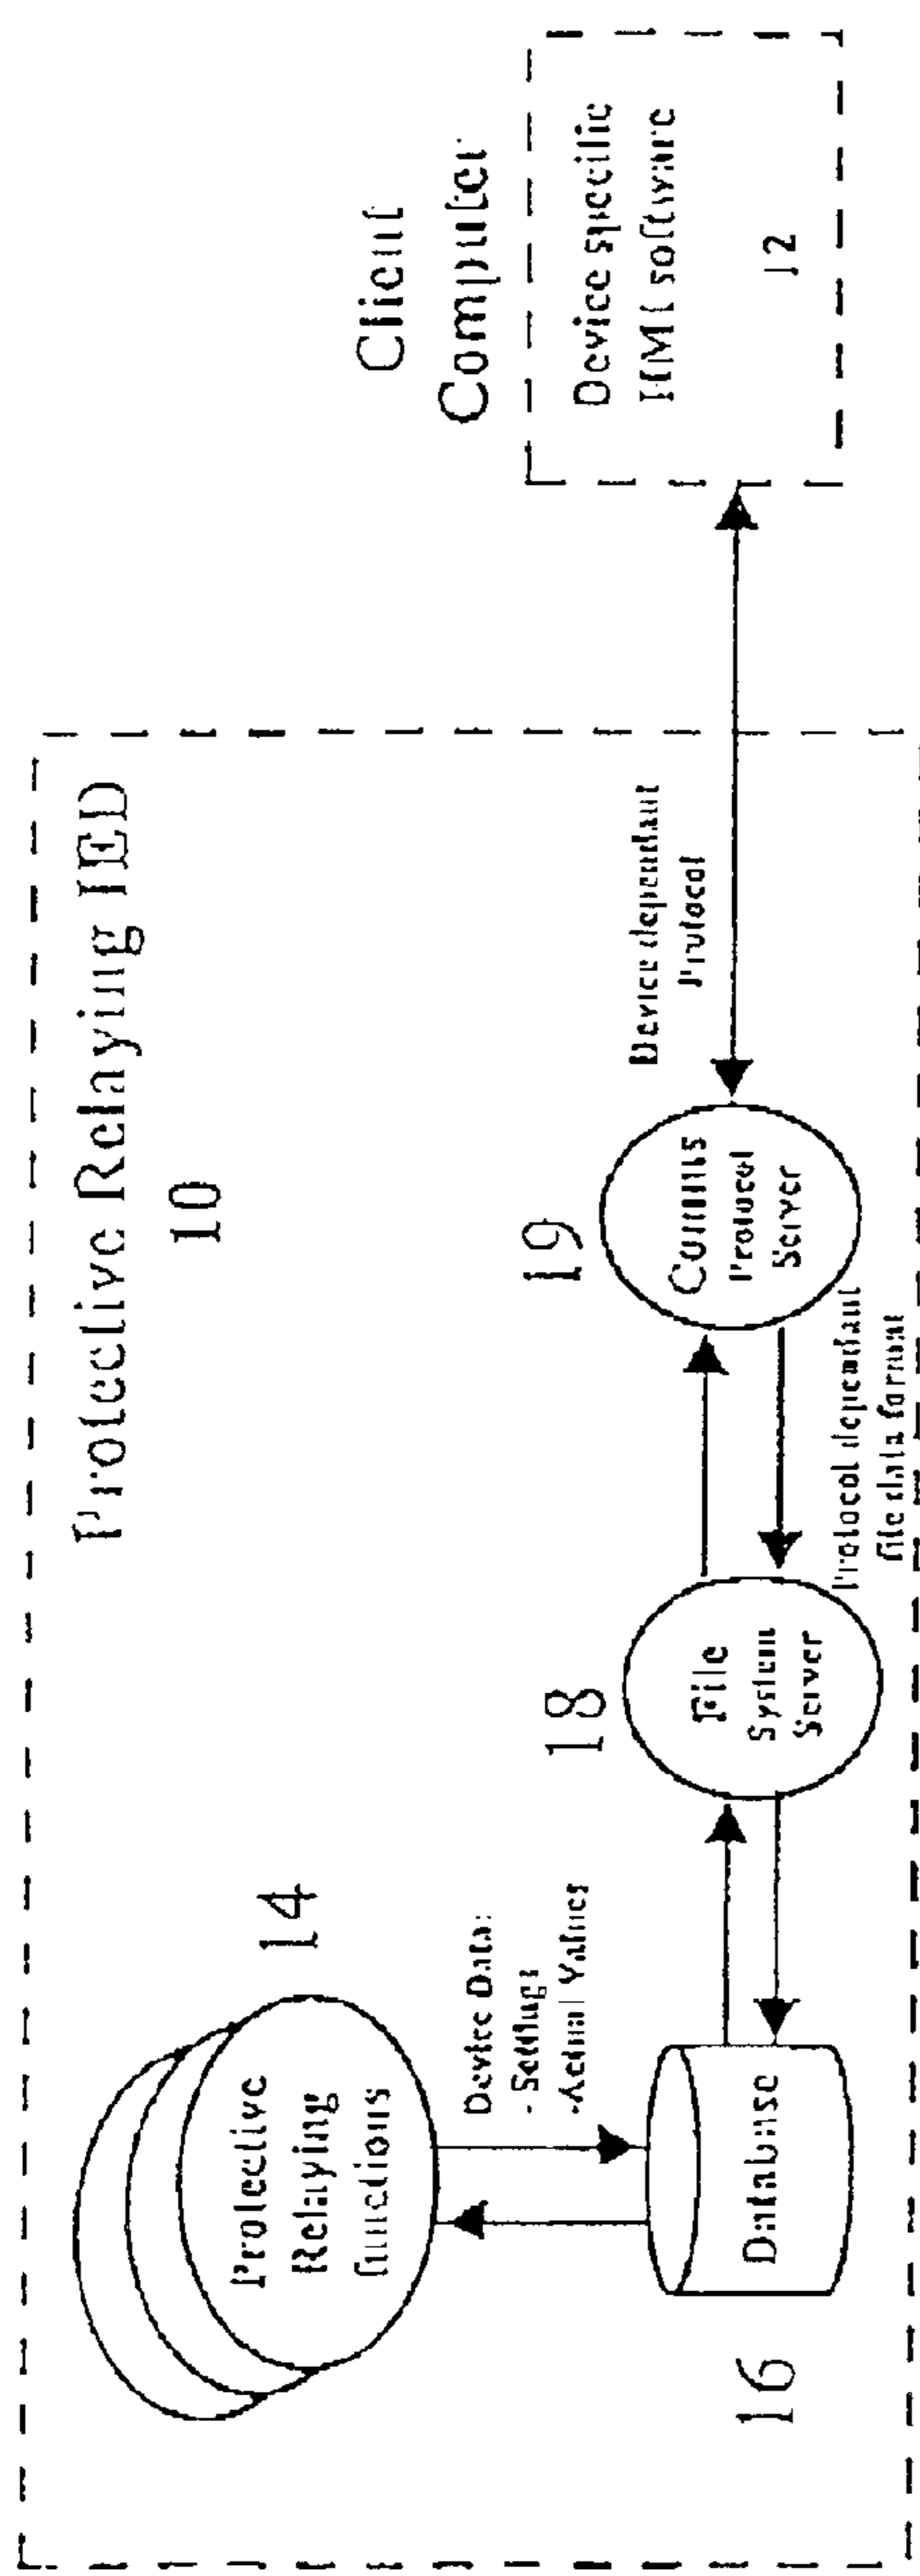 Protective Relaying IED
10
Client
Computer
Device specific
HMI software
12
Protective
Relaying
functions
14
Device Data:
- Settings
- Actual Values
Database
16
File
System
Server
18
Comms
Protocol
Server
19
Device dependant
Protocol
Protocol dependant
file data format